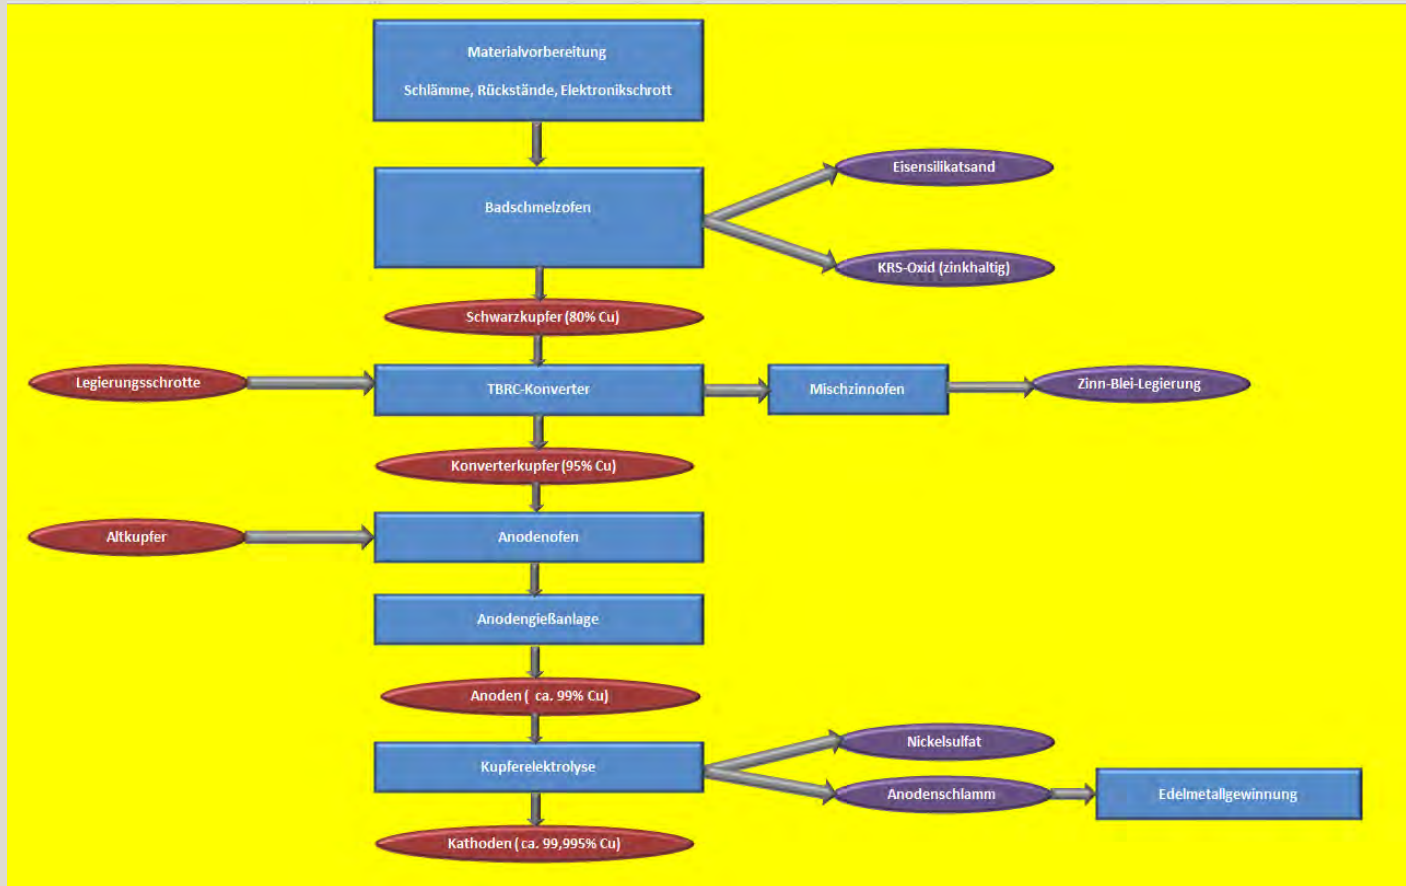 Materialvorbereitung
Schlämme, Rückstände, Elektronikschrott
Badschmelzofen
Eisensilikatsand
KRS-Oxid (zinkhaltig)
Schwarzkupfer (80% Cu)
Legierungsschrotte
TBRC-Konverter
Mischzinnofen
Zinn-Blei-Legierung
Konverterkupfer (95% Cu)
Altkupfer
Anodenofen
Anodengießanlage
Anoden ( ca. 99% Cu)
Kupferelektrolyse
Nickelsulfat
Anodenschlamm
Edelmetallgewinnung
Kathoden ( ca. 99,995% Cu)